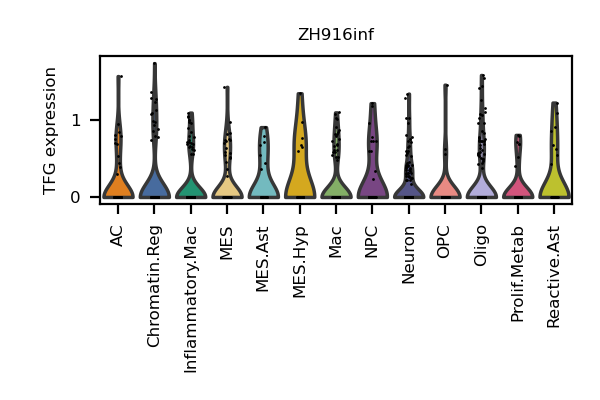 ZH916inf
TFG expression
1
0
AC
Chromatin.Reg
Inflammatory.Mac
MES
MES.Ast
MES.Hyp
Mac
NPC
Neuron
OPC
Oligo
Prolif.Metab
Reactive.Ast